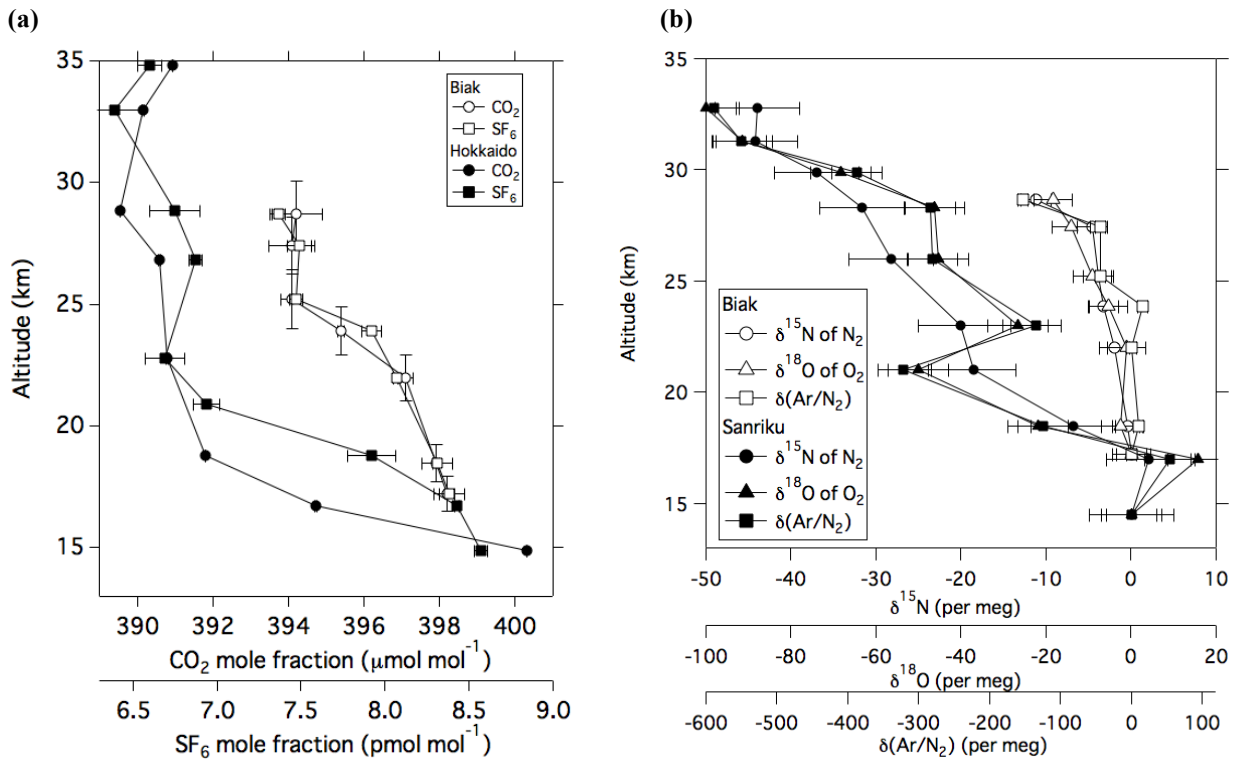 (a)
35
30
25
20
15
Altitude (km)
Biak
CO₂
SF₆
Hokkaido
CO₂
SF₆
390 392 394 396 398 400
CO₂ mole fraction (μmol mol⁻¹)
6.5 7.0 7.5 8.0 8.5 9.0
SF₆ mole fraction (pmol mol⁻¹)
(b)
35
30
25
20
15
Altitude (km)
Biak
δ¹⁵N of N₂
δ¹⁸O of O₂
δ(Ar/N₂)
Sanriku
δ¹⁵N of N₂
δ¹⁸O of O₂
δ(Ar/N₂)
-50 -40 -30 -20 -10 0 10
δ¹⁵N (per meg)
-100 -80 -60 -40 -20 0 20
δ¹⁸O (per meg)
-600 -500 -400 -300 -200 -100 0 100
δ(Ar/N₂) (per meg)